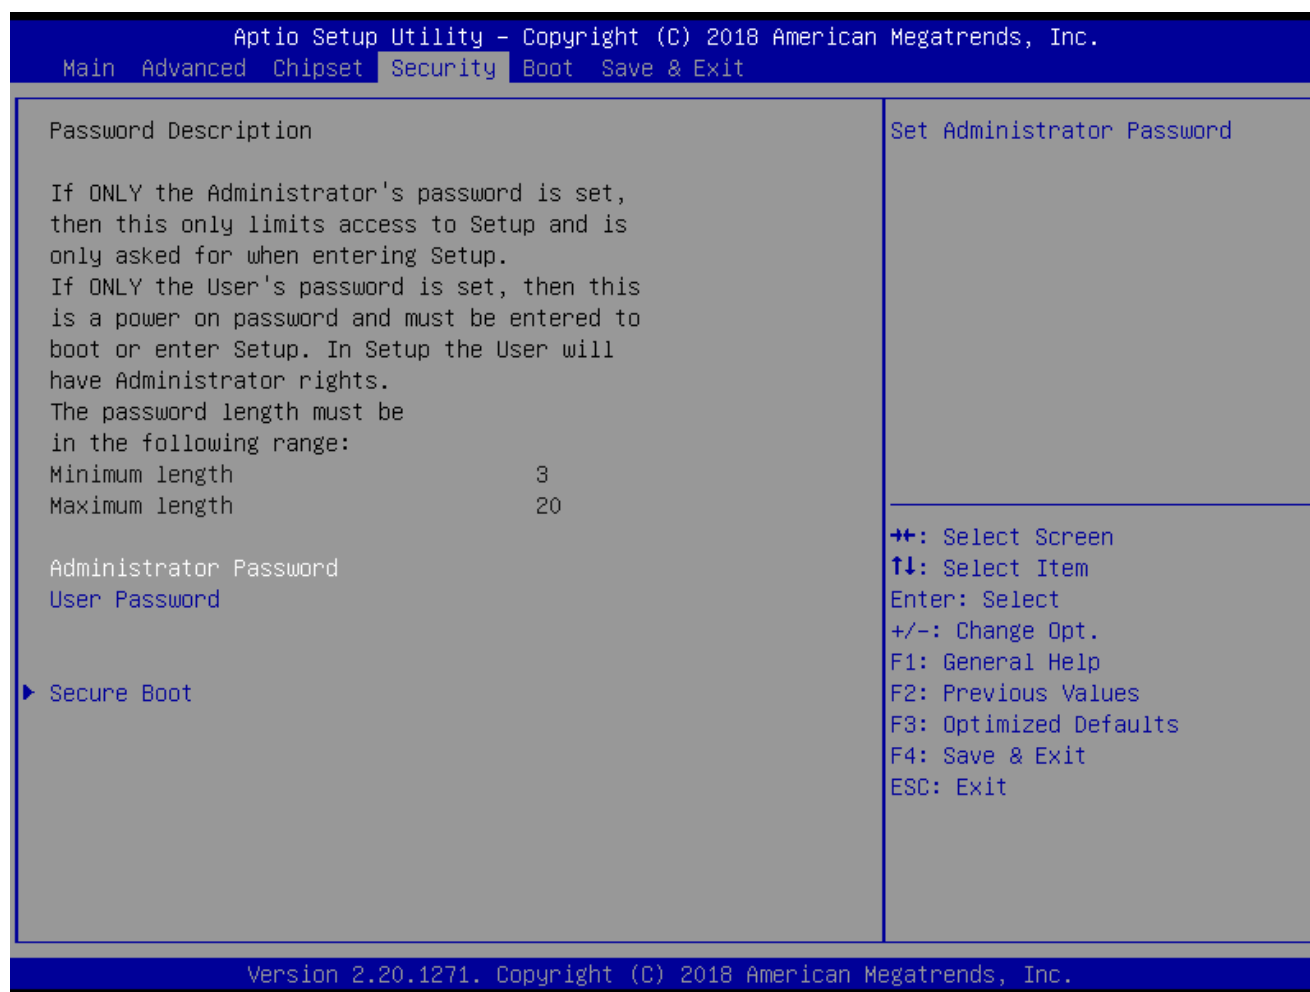 Aptio Setup Utility – Copyright (C) 2018 American Megatrends, Inc.
Main Advanced Chipset Security Boot Save & Exit
Password Description
If ONLY the Administrator's password is set,
then this only limits access to Setup and is
only asked for when entering Setup.
If ONLY the User's password is set, then this
is a power on password and must be entered to
boot or enter Setup. In Setup the User will
have Administrator rights.
The password length must be
in the following range:
Minimum length 3
Maximum length 20
Administrator Password
User Password
Secure Boot
Set Administrator Password
→←: Select Screen
↑↓: Select Item
Enter: Select
+/-: Change Opt.
F1: General Help
F2: Previous Values
F3: Optimized Defaults
F4: Save & Exit
ESC: Exit
Version 2.20.1271. Copyright (C) 2018 American Megatrends, Inc.